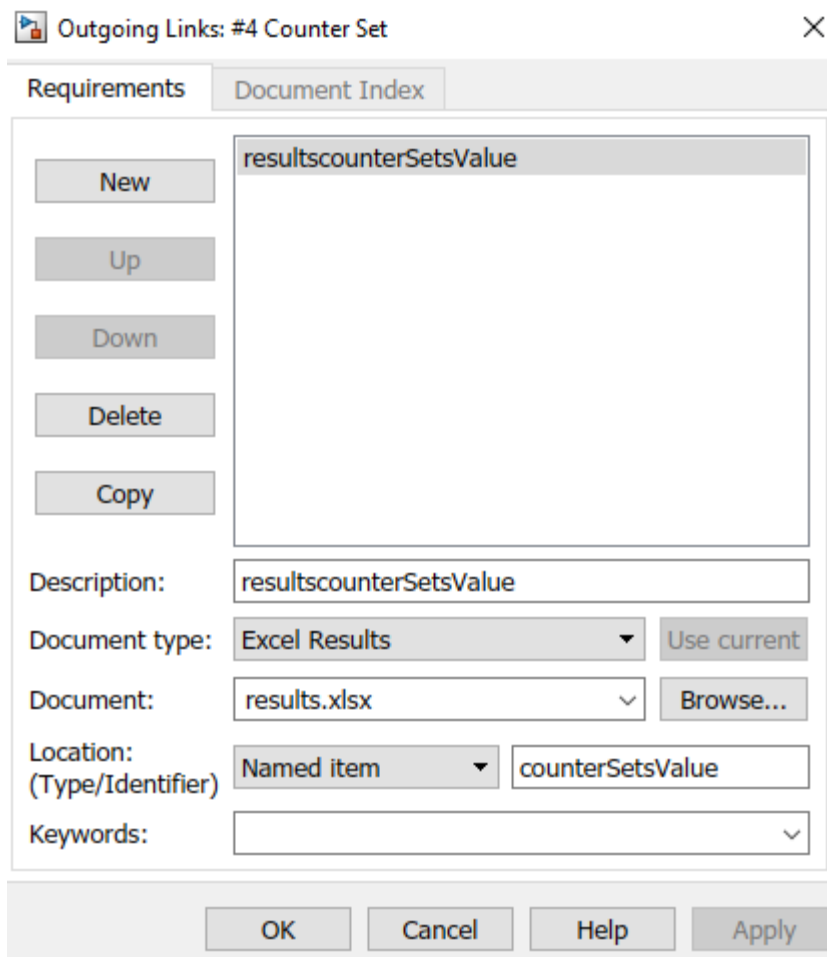 Outgoing Links: #4 Counter Set
Requirements
Document Index
New
Up
Down
Delete
Copy
resultscounterSetsValue
Description: resultscounterSetsValue
Document type: Excel Results Use current
Document: results.xlsx Browse...
Location:
(Type/Identifier) Named item counterSetsValue
Keywords:
OK Cancel Help Apply